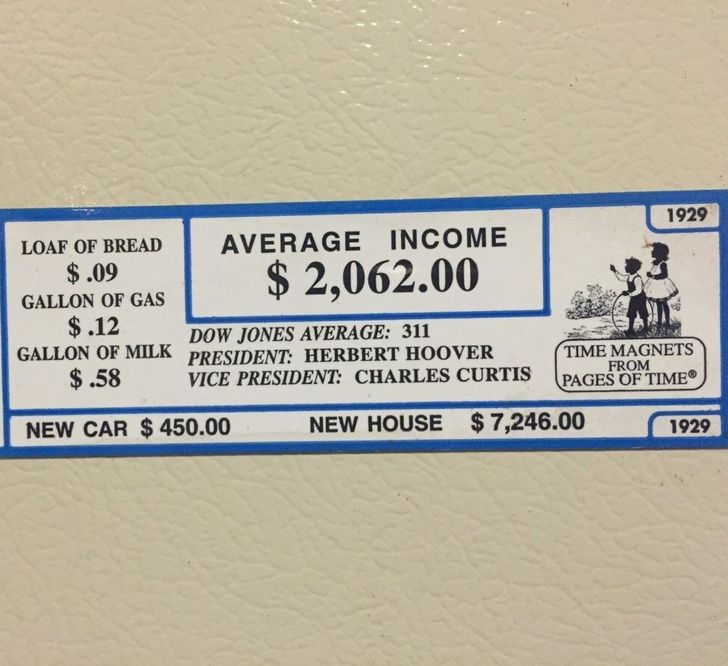 1929
LOAF OF BREAD
$ .09
GALLON OF GAS
$ .12
GALLON OF MILK
$ .58
AVERAGE INCOME
$ 2,062.00
DOW JONES AVERAGE: 311
PRESIDENT: HERBERT HOOVER
VICE PRESIDENT: CHARLES CURTIS
TIME MAGNETS
FROM
PAGES OF TIME®
NEW CAR $ 450.00
NEW HOUSE $ 7,246.00
1929